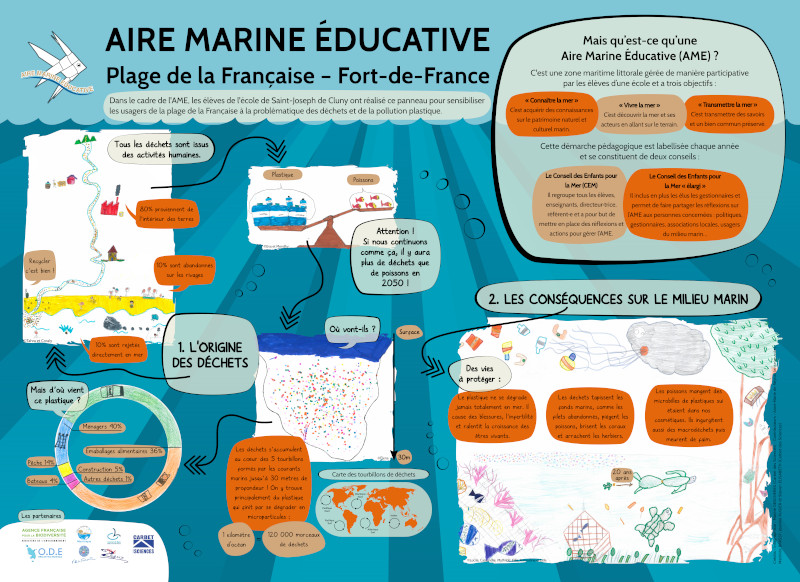 AIRE MARINE ÉDUCATIVE
AIRE MARINE ÉDUCATIVE
Plage de la Française – Fort-de-France
Dans le cadre de l'AME, les élèves de l'école de Saint-Joseph de Cluny ont réalisé ce panneau pour sensibiliser
les usagers de la plage de la Française à la problématique des déchets et de la pollution plastique.
Mais qu'est-ce qu'une
Aire Marine Éducative (AME) ?
C'est une zone maritime littorale gérée de manière participative
par les élèves d'une école et a trois objectifs :
« Connaître la mer »
C'est acquérir des connaissances
sur le patrimoine naturel et
culturel marin.
« Vivre la mer »
C'est découvrir la mer et ses
acteurs en allant sur le terrain.
« Transmettre la mer »
C'est transmettre des savoirs
et un bien commun préservé.
Cette démarche pédagogique est labellisée chaque année
et se constituent de deux conseils :
Le Conseil des Enfants pour
la Mer (CEM)
Il regroupe tous les élèves,
enseignants, directeur·trice,
référent·e et a pour but de
mettre en place des réflexions et
actions pour gérer l'AME.
Le Conseil des Enfants pour
la Mer « élargi »
Il inclus en plus les élus les gestionnaires et
permet de faire partager les réflexions sur
l'AME aux personnes concernées : politiques,
gestionnaires, associations locales, usagers
du milieu marin.
Tous les déchets sont issus
des activités humaines.
80% proviennent de
l'intérieur des terres
Recycler
c'est bien !
10% sont abandonnés
sur les rivages
10% sont rejetés
directement en mer
1. L'ORIGINE
DES DÉCHETS
Plastique
Poissons
Attention !
Si nous continuons
comme ça, il y aura
plus de déchets que
de poissons en
2050 !
Mais d'où vient
ce plastique ?
Ménagers 40%
Emballages alimentaires 36%
Pêche 14%
Construction 5%
Bateaux 4%
Autres déchets 1%
Où vont-ils ?
Surface
30m
Les déchets s'accumulent
au cœur des 5 tourbillons
formés par les courants
marins jusqu'à 30 mètres de
profondeur ! On y trouve
principalement du plastique
qui finit par se dégrader en
microparticules :
1 kilomètre
d'océan
=
120 000 morceaux
de déchets
Carte des tourbillons de déchets
2. LES CONSÉQUENCES SUR LE MILIEU MARIN
Des vies
à protéger :
Le plastique ne se dégrade
jamais totalement en mer. Il
cause des blessures, l'infertilité
et ralentit la croissance des
êtres vivants.
Les déchets tapissent les
fonds marins, comme les
filets abandonnés, piègent les
poissons, brisent les coraux
et arrachent les herbiers.
Les poissons mangent des
microbilles de plastiques qui
étaient dans nos
cosmétiques. Ils ingurgitent
aussi des macrodéchets puis
meurent de faim.
20 ans
après
Les partenaires
AGENCE FRANÇAISE
POUR LA BIODIVERSITÉ
O.D.E
CARBET
SCIENCES